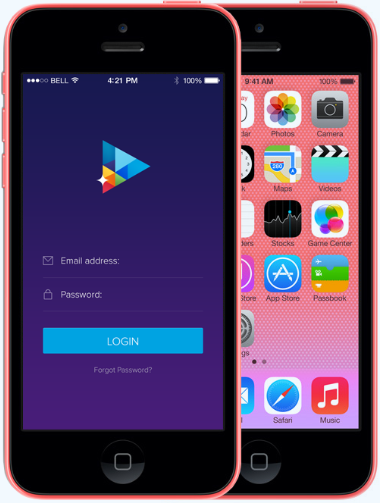 BELL 4:21 PM 100%
Email address:
Password:
LOGIN
Forgot Password?
9:41 AM 100%
ay
dar Photos Camera
k Maps Videos
ders Stocks Game Center
Store App Store Passbook
gs
l Safari Music